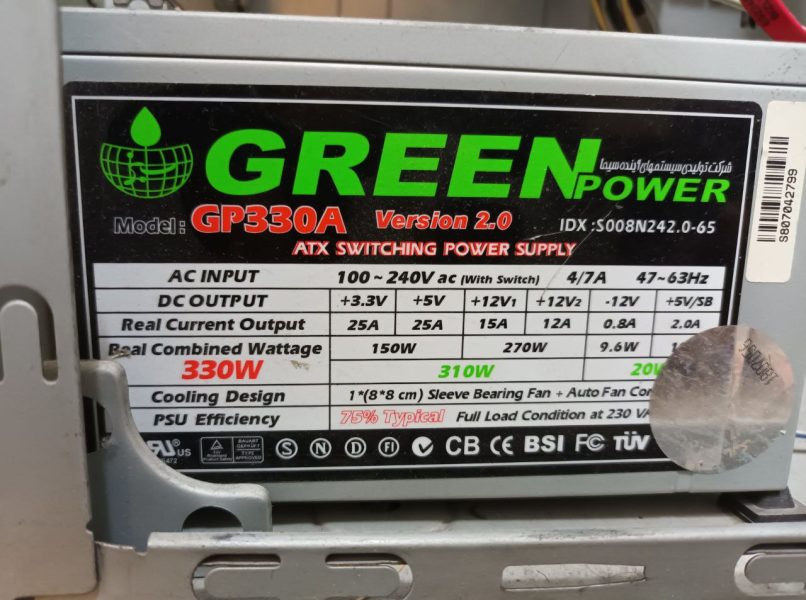 GREEN
شرکت تولیدی سیستمهای آینده سیما
POWER
Model: GP330A Version 2.0 IDX :S008N242.0-65
ATX SWITCHING POWER SUPPLY
AC INPUT 100~240V ac (With Switch) 4/7A 47~63Hz
DC OUTPUT +3.3V +5V +12V1 +12V2 -12V +5V/SB
Real Current Output 25A 25A 15A 12A 0.8A 2.0A
Real Combined Wattage 150W 270W 9.6W
330W 310W
Cooling Design 1*(8*8 cm) Sleeve Bearing Fan + Auto Fan
PSU Efficiency 75% Typical Full Load Condition at 230
US S N D FI CB CE BSI FC TÜV
S807042799